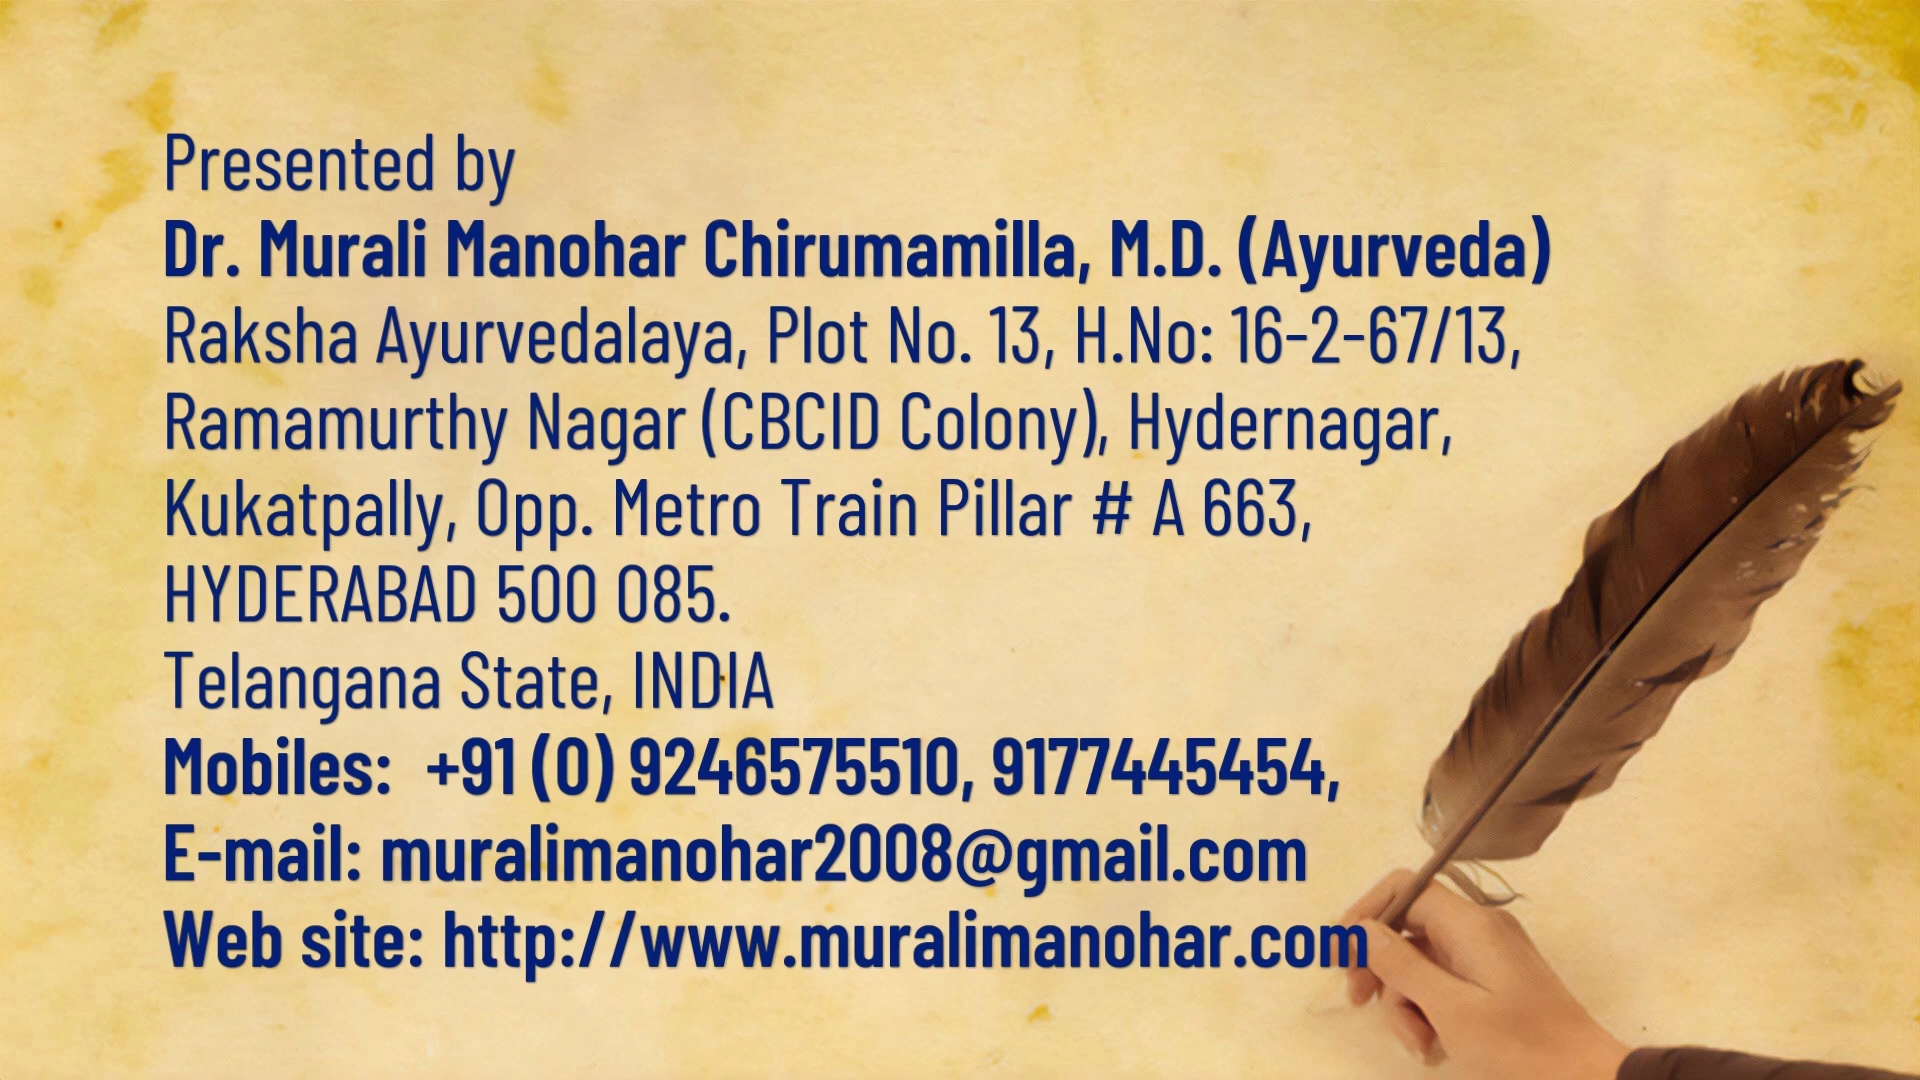 Presented by
Dr. Murali Manohar Chirumamilla, M.D. (Ayurveda)
Raksha Ayurvedalaya, Plot No. 13, H.No: 16-2-67/13,
Ramamurthy Nagar (CBCID Colony), Hydernagar,
Kukatpally, Opp. Metro Train Pillar # A 663,
HYDERABAD 500 085.
Telangana State, INDIA
Mobiles:  +91 (0) 9246575510, 9177445454,
E-mail: muralimanohar2008@gmail.com
Web site: http://www.muralimanohar.com